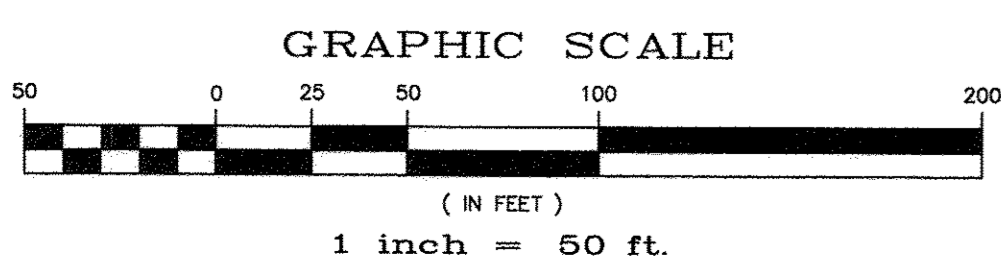 GRAPHIC SCALE
50 0 25 50 100 200
( IN FEET )
1 inch = 50 ft.